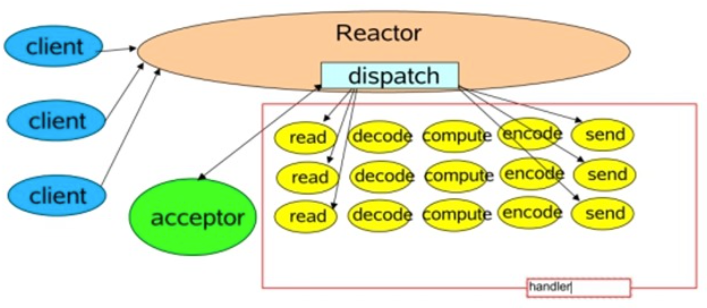 Reactor
client
dispatch
client
read decode compute encode send
read decode compute encode send
client
acceptor
read decode compute encode send
handler